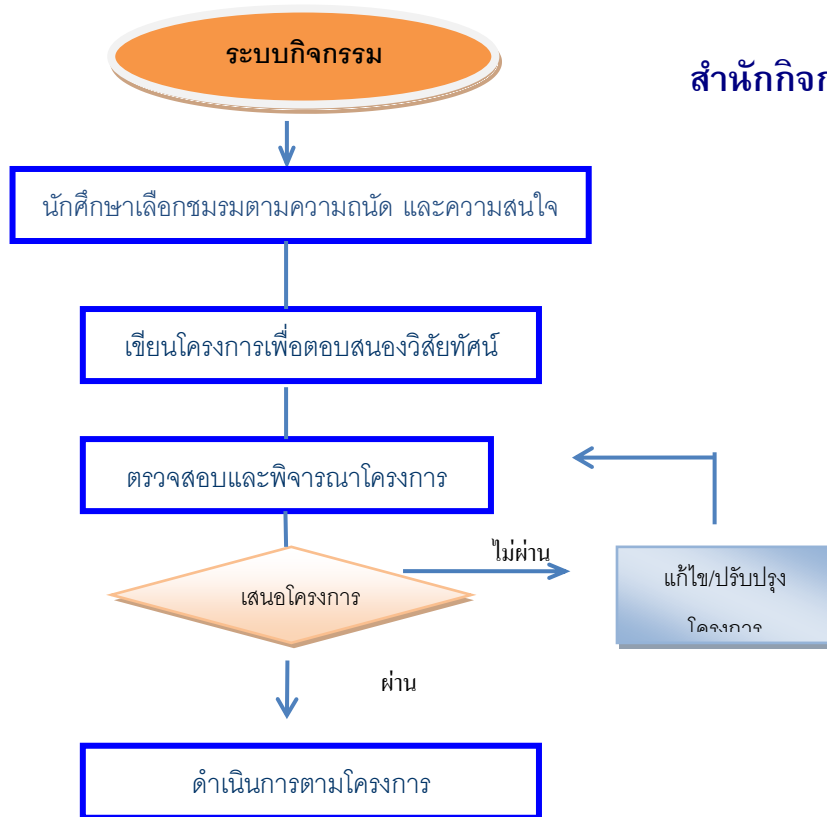 ระบบกิจกรรม
นักศึกษาเลือกชมรมตามความถนัด และความสนใจ
เขียนโครงการเพื่อตอบสนองวิสัยทัศน์
ตรวจสอบและพิจารณาโครงการ
เสนอโครงการ
ไม่ผ่าน
แก้ไข/ปรับปรุง
โครงการ
ผ่าน
ดำเนินการตามโครงการ